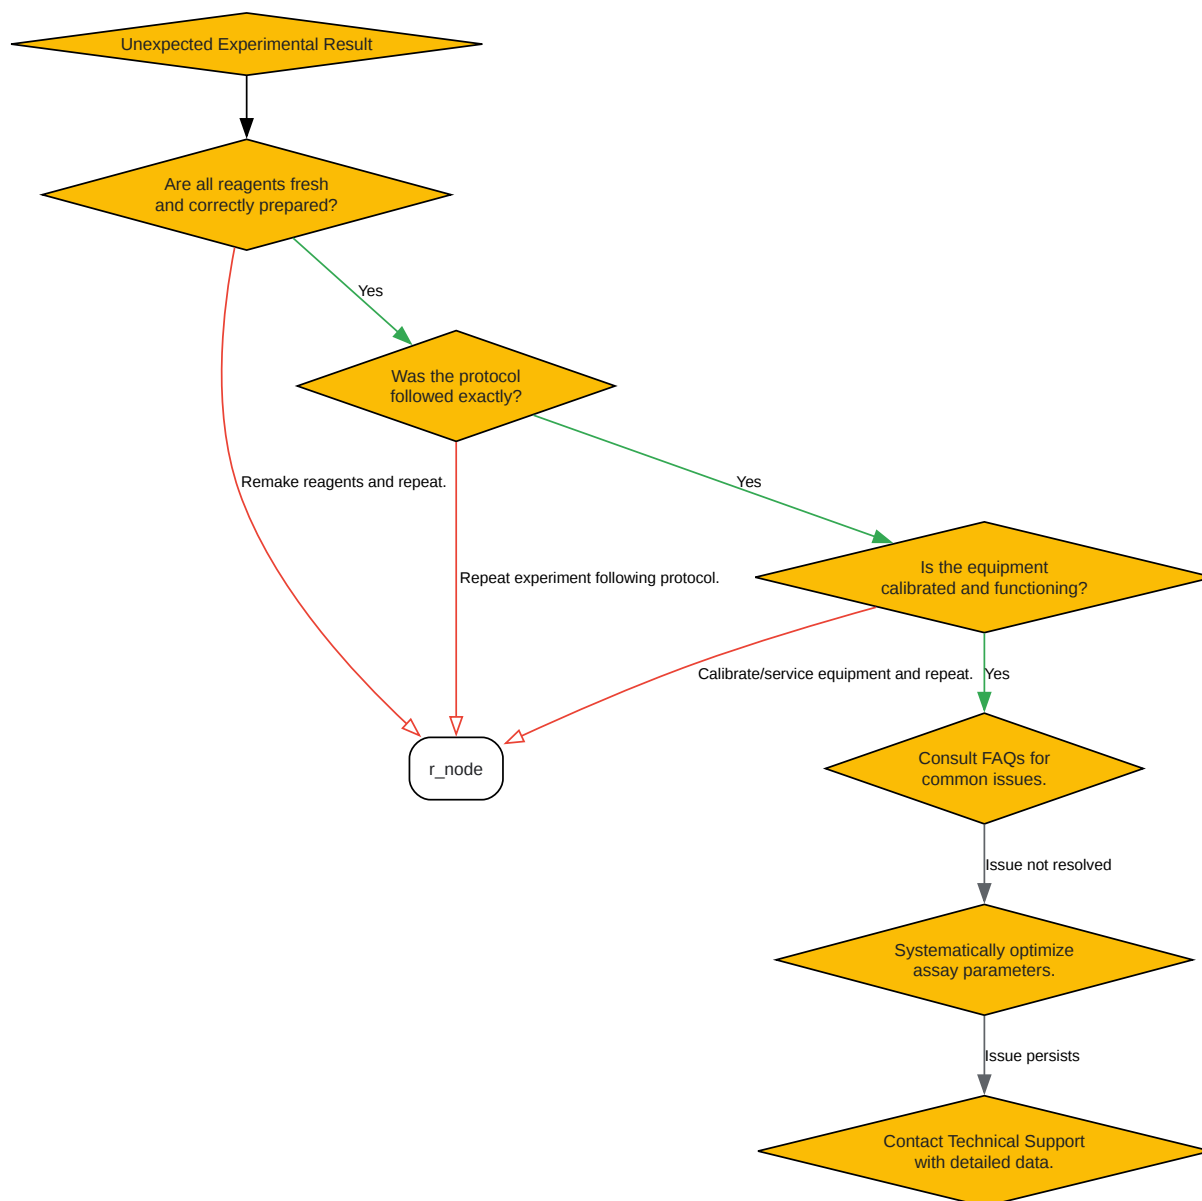 Unexpected Experimental Result
Are all reagents fresh
and correctly prepared?
Yes
Was the protocol
followed exactly?
Remake reagents and repeat.
Yes
Is the equipment
calibrated and functioning?
Repeat experiment following protocol.
Calibrate/service equipment and repeat.
Yes
r_node
Consult FAQs for
common issues.
Issue not resolved
Systematically optimize
assay parameters.
Issue persists
Contact Technical Support
with detailed data.